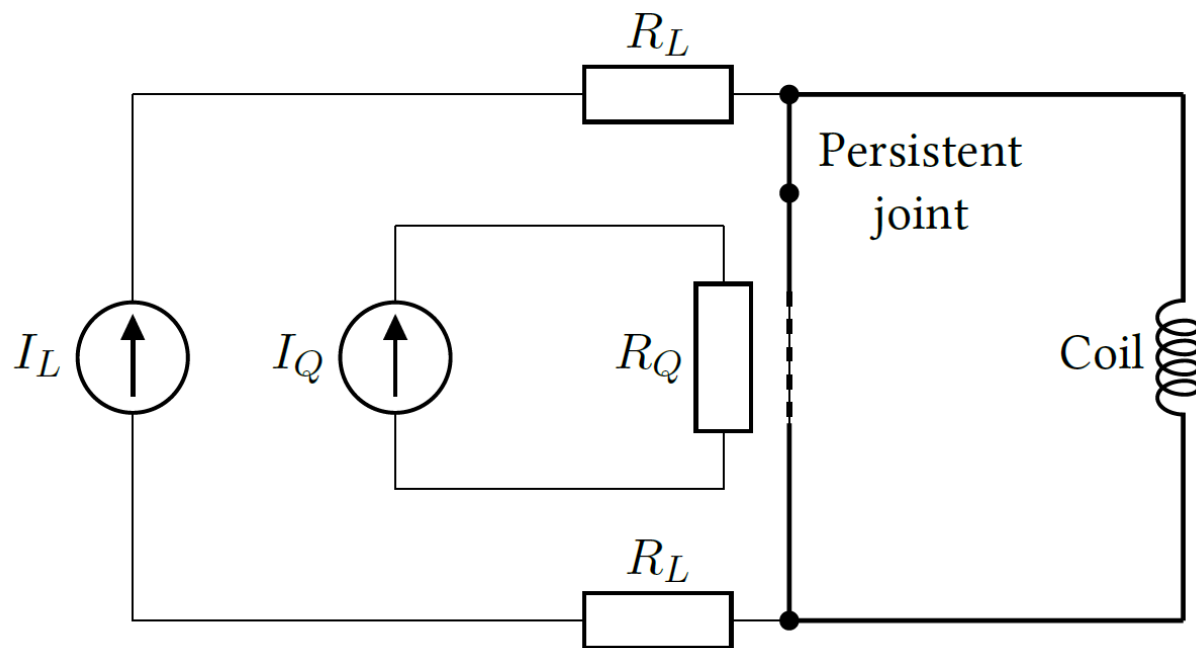 R_L
Persistent
joint
I_L
I_Q
R_Q
Coil
R_L